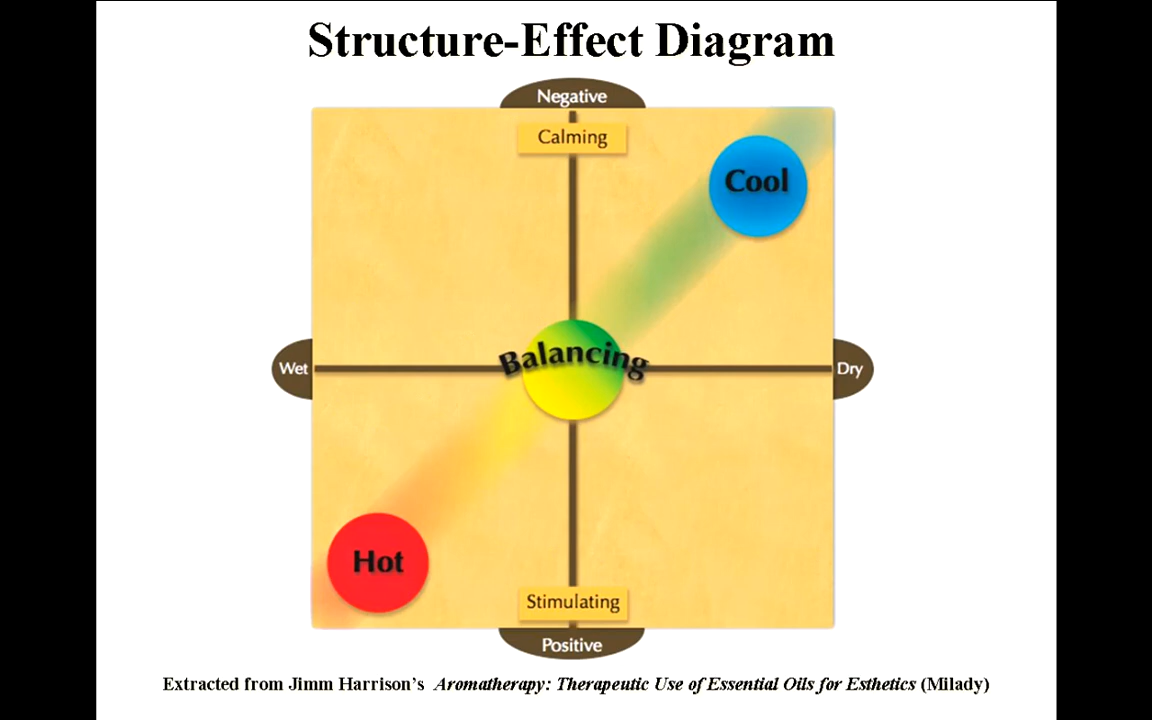 Structure-Effect Diagram
Negative
Calming
Cool
Balancing
Wet
Dry
Hot
Stimulating
Positive
Extracted from Jimm Harrison's Aromatherapy: Therapeutic Use of Essential Oils for Esthetics (Milady)